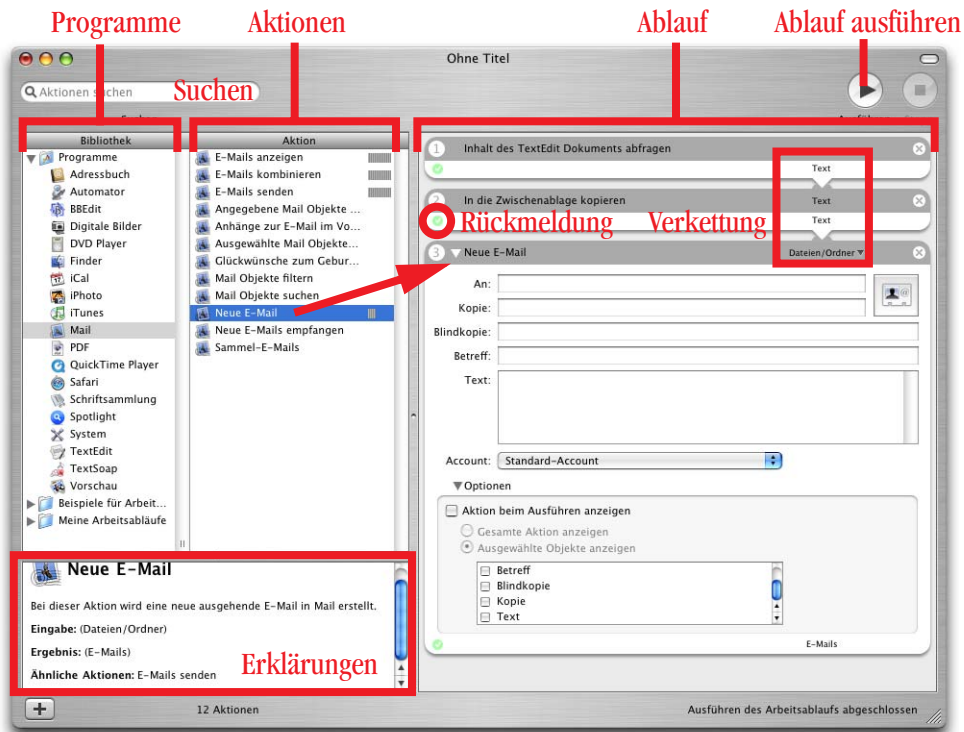 Programme
Aktionen
Ablauf
Ablauf ausführen
Ohne Titel
Aktionen suchen
Suchen
Bibliothek
Programme
Adressbuch
Automator
BBEdit
Digitale Bilder
DVD Player
Finder
iCal
iPhoto
iTunes
Mail
PDF
QuickTime Player
Safari
Schriftsammlung
Spotlight
System
TextEdit
TextSoap
Vorschau
Beispiele für Arbeit...
Meine Arbeitsabläufe
Aktion
E-Mails anzeigen
E-Mails kombinieren
E-Mails senden
Angegebene Mail Objekte ...
Anhänge zur E-Mail im Vo...
Ausgewählte Mail Objekte...
Glückwünsche zum Gebur...
Mail Objekte filtern
Mail Objekte suchen
Neue E-Mail
Neue E-Mails empfangen
Sammel-E-Mails
1 Inhalt des TextEdit Dokuments abfragen
Text
2 In die Zwischenablage kopieren Text
Rückmeldung Verkettung Text
3 Neue E-Mail Dateien/Ordner
An:
Kopie:
Blindkopie:
Betreff:
Text:
Account: Standard-Account
Optionen
Aktion beim Ausführen anzeigen
Gesamte Aktion anzeigen
Ausgewählte Objekte anzeigen
Betreff
Blindkopie
Kopie
Text
E-Mails
Neue E-Mail
Bei dieser Aktion wird eine neue ausgehende E-Mail in Mail erstellt.
Eingabe: (Dateien/Ordner)
Ergebnis: (E-Mails)
Erklärungen
Ähnliche Aktionen: E-Mails senden
12 Aktionen
Ausführen des Arbeitsablaufs abgeschlossen